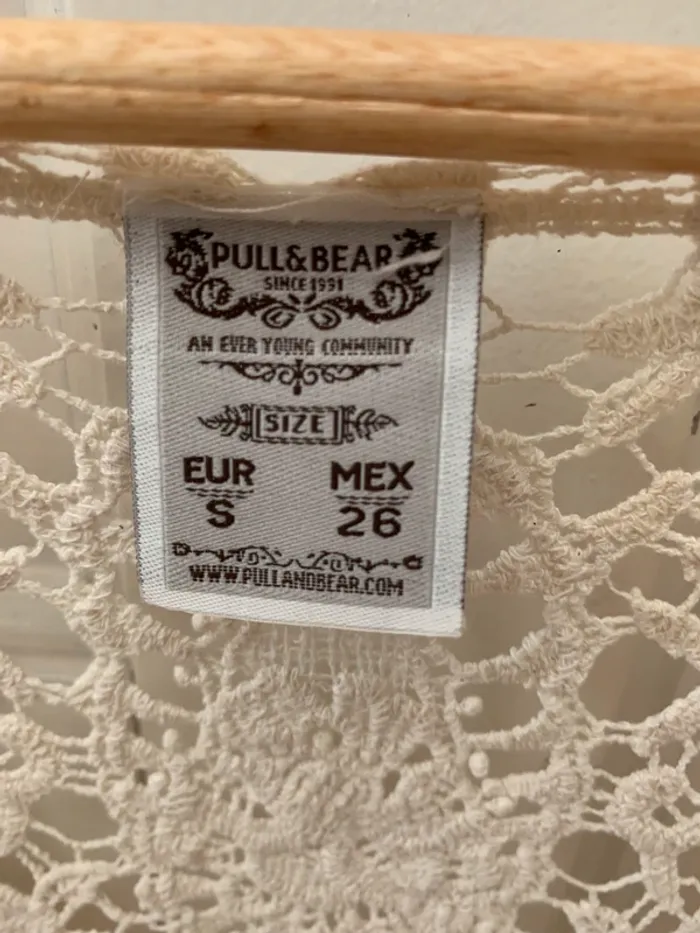 PULL&BEAR
SINCE 1991
AN EVER YOUNG COMMUNITY
SIZE
EUR MEX
S 26
WWW.PULLANDBEAR.COM